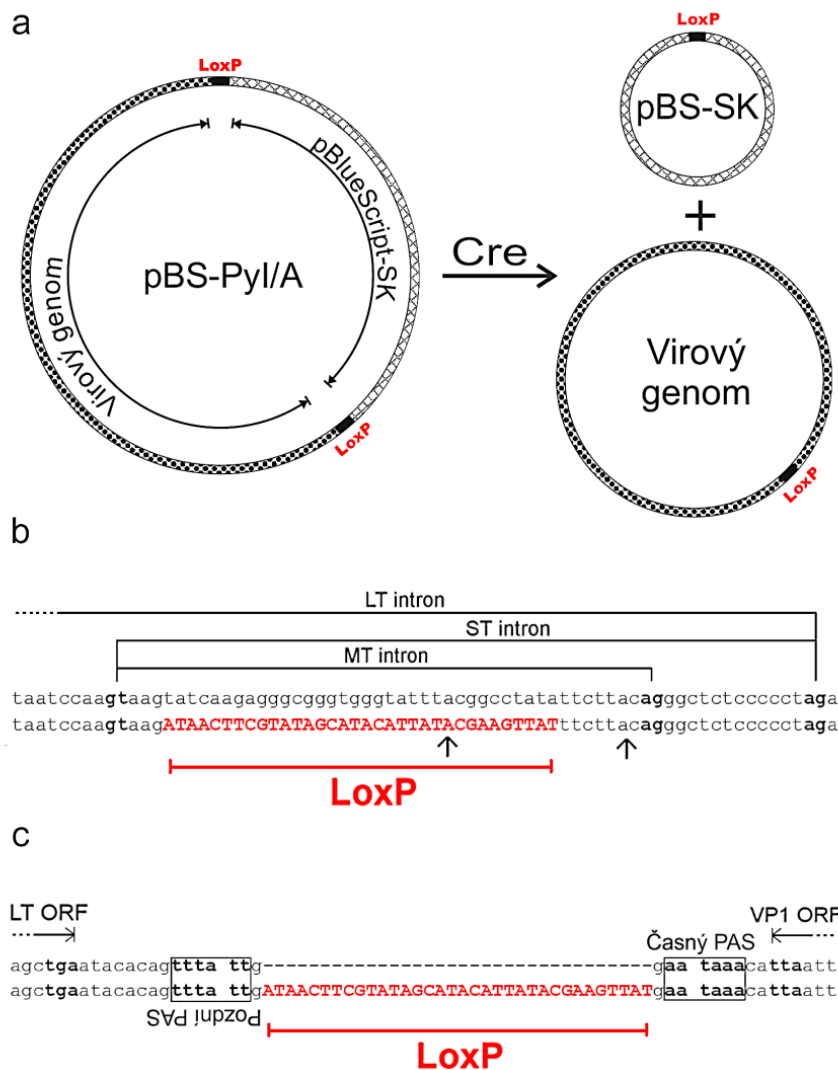 a
LoxP
LoxP
pBlueScript-SK
pBS-PyI/A
Virový genom
LoxP
Cre
pBS-SK
+
Virový
genom
LoxP
b
LT intron
ST intron
MT intron
taatccaagtaagtatcaagagggcgggtgggtatttacggcctatattcttacagggctctccccctaga
taatccaagtaagATAACTTCGTATAGCATACATTATACGAAGTTATttcttacagggctctccccctaga
LoxP
c
LT ORF
VP1 ORF
Časný PAS
agctgaatacacagttta ttg----------------------------------gaa taaacattaatt
agctgaatacacagttta ttgATAACTTCGTATAGCATACATTATACGAAGTTATgaa taaacattaatt
Pozdní PAS
LoxP